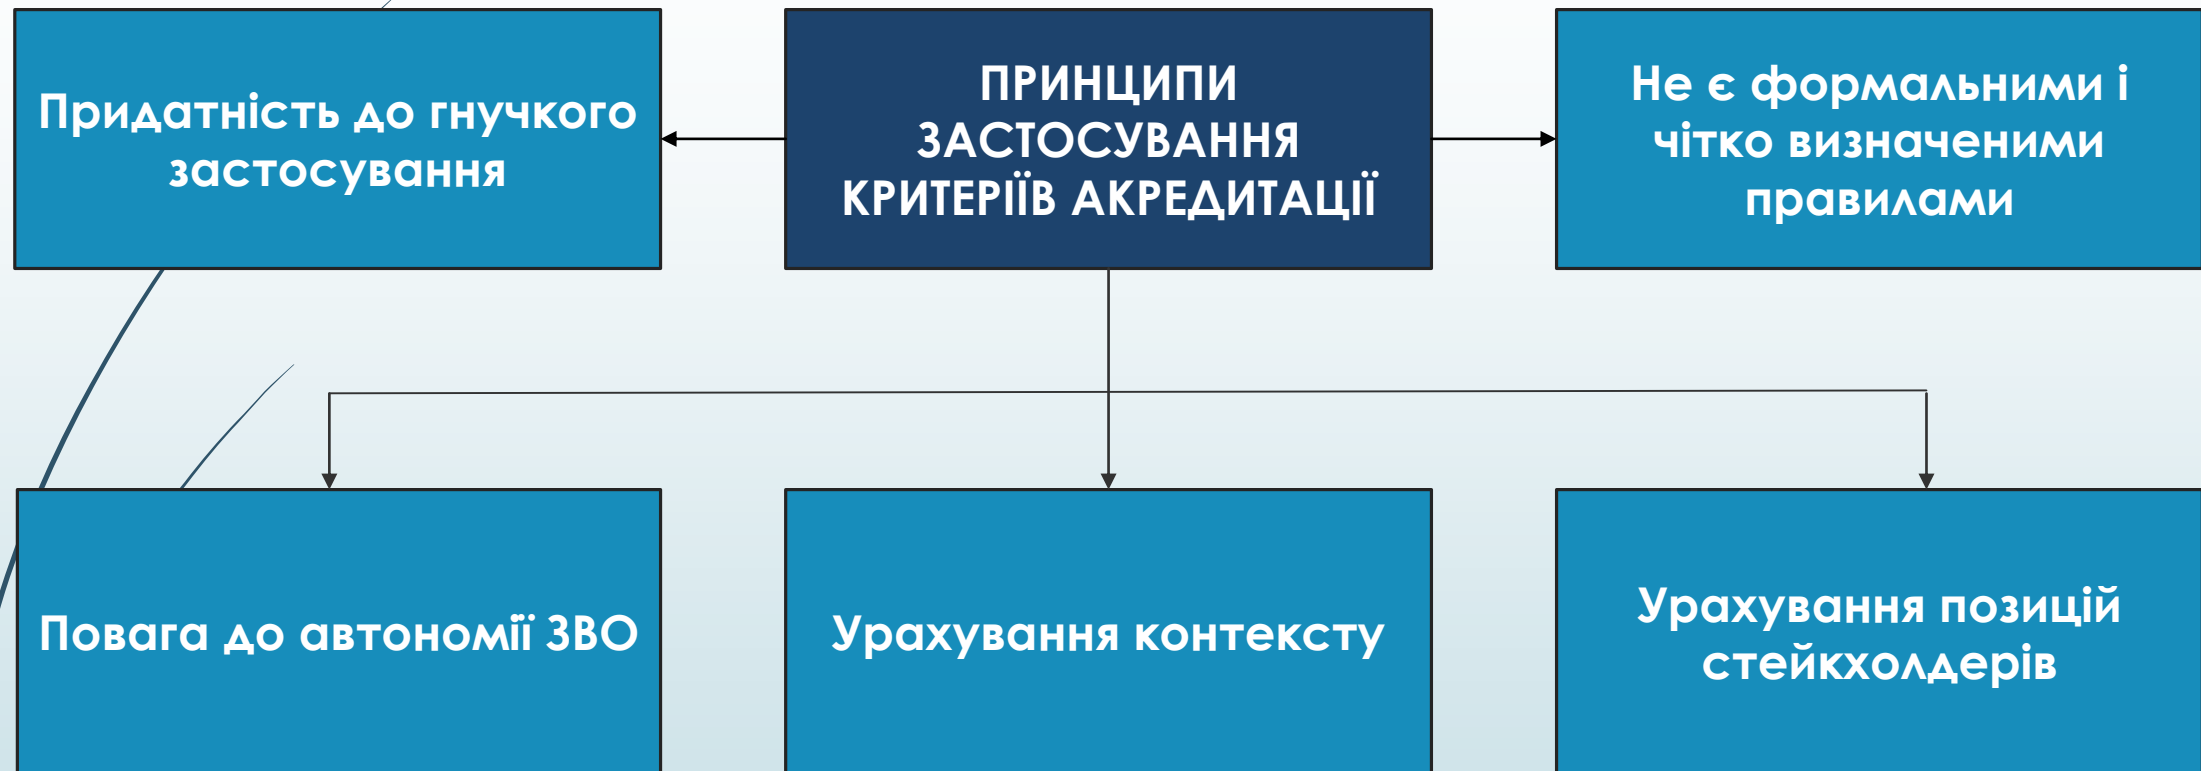 Придатність до гнучкого
застосування
ПРИНЦИПИ
ЗАСТОСУВАННЯ
КРИТЕРІЇВ АКРЕДИТАЦІЇ
Не є формальними і
чітко визначеними
правилами
Повага до автономії ЗВО
Урахування контексту
Урахування позицій
стейкхолдерів